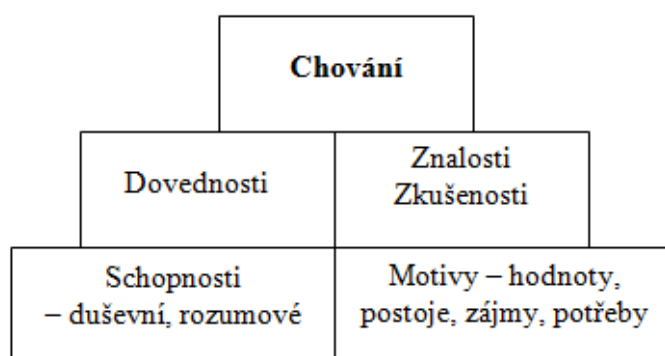 Chování
Dovednosti
Znalosti
Zkušenosti
Schopnosti
– duševní, rozumové
Motivy – hodnoty,
postoje, zájmy, potřeby